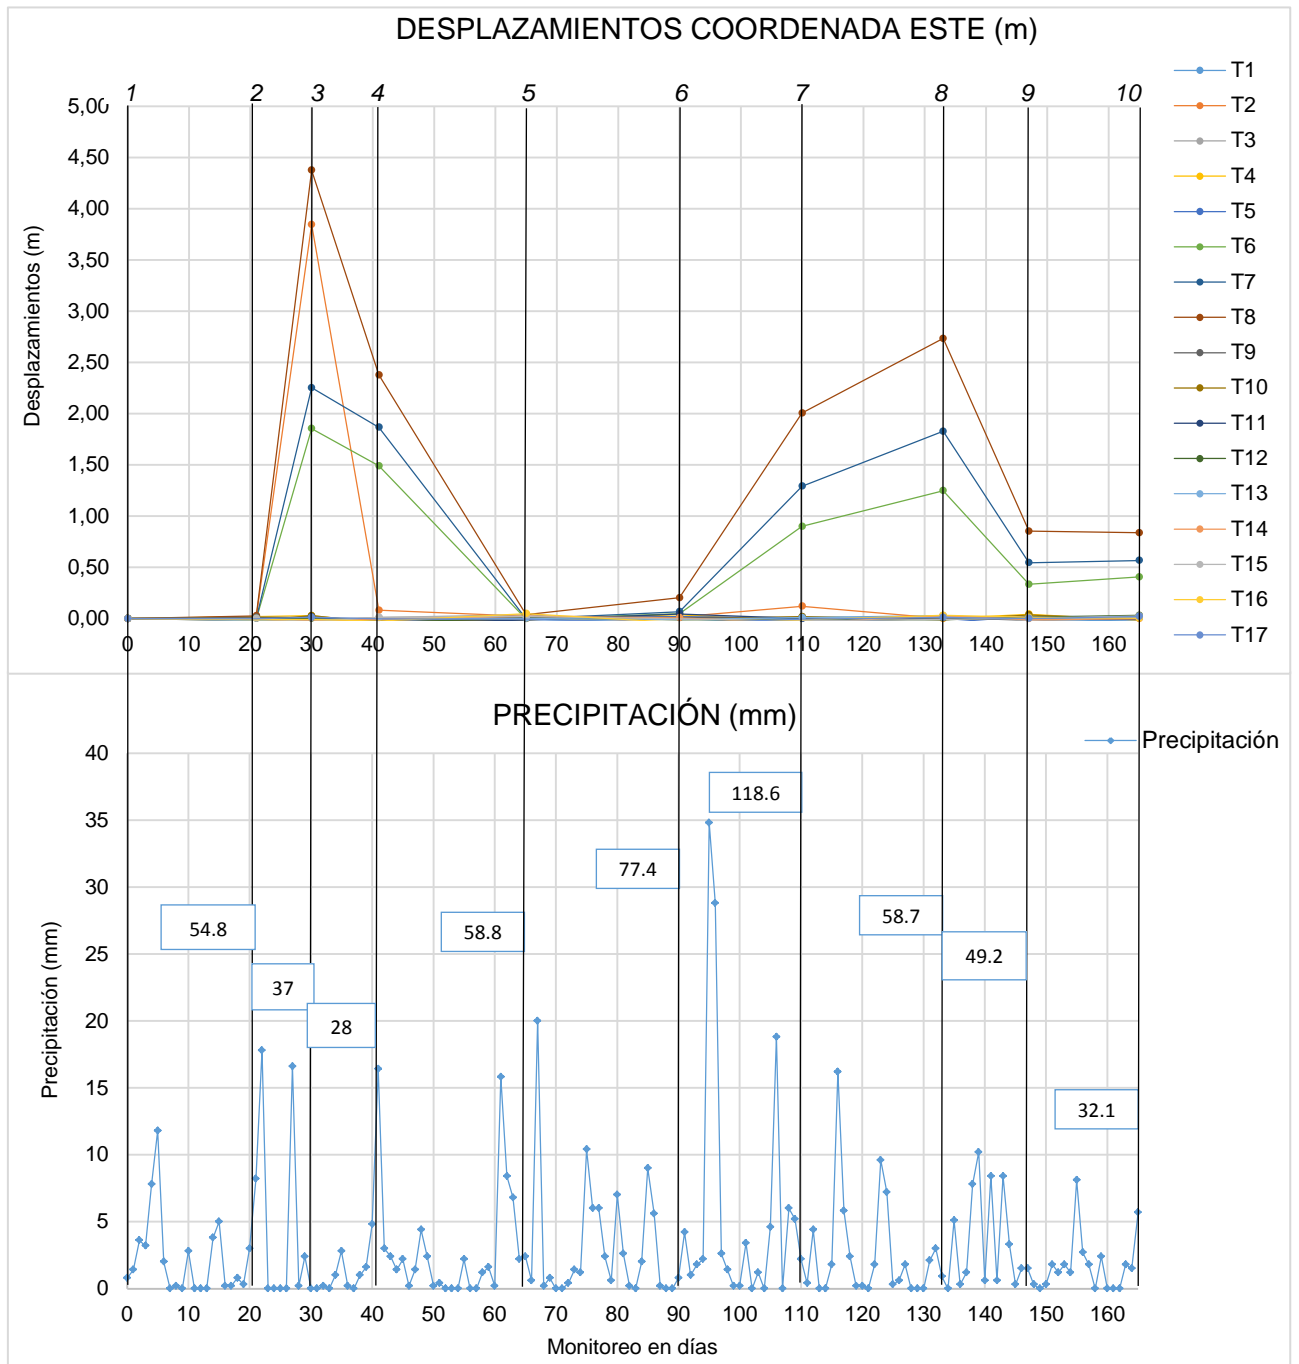 DESPLAZAMIENTOS COORDENADA ESTE (m)
1 2 3 4 5 6 7 8 9 10
5,00
4,50
4,00
3,50
3,00
2,50
2,00
1,50
1,00
0,50
0,00
Desplazamientos (m)
0 10 20 30 40 50 60 70 80 90 100 110 120 130 140 150 160
T1
T2
T3
T4
T5
T6
T7
T8
T9
T10
T11
T12
T13
T14
T15
T16
T17
PRECIPITACIÓN (mm)
Precipitación
40
35
30
25
20
15
10
5
0
Precipitación (mm)
118.6
77.4
54.8
58.8
58.7
49.2
37
28
32.1
0 10 20 30 40 50 60 70 80 90 100 110 120 130 140 150 160
Monitoreo en días